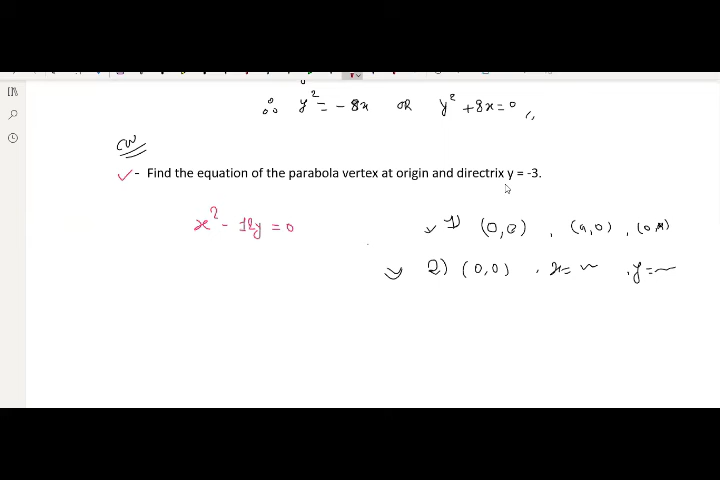 ∴ y² = - 8x OR y² + 8x = 0 ,,
CW
✓- Find the equation of the parabola vertex at origin and directrix y = -3.
x² - 12y = 0
1) (0,0) , (a,0) , (0,a)
2) (0,0) , x = ~ , y = ~